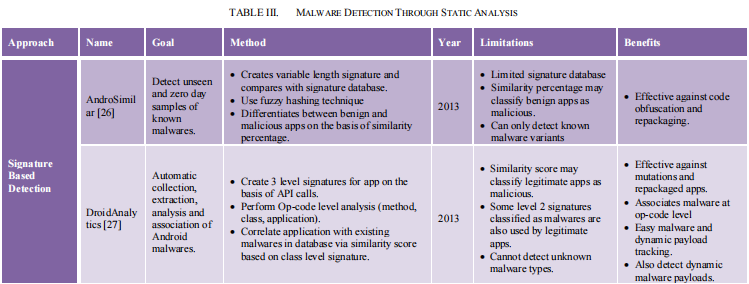 TABLE III. MALWARE DETECTION THROUGH STATIC ANALYSIS
Approach Name Goal Method Year Limitations Benefits
Signature
Based
Detection
AndroSimil
ar [26]
Detect unseen
and zero day
samples of
known
malwares.
• Creates variable length signature and
compares with signature database.
• Use fuzzy hashing technique
• Differentiates between benign and
malicious apps on the basis of similarity
percentage.
2013
• Limited signature database
• Similarity percentage may
classify benign apps as
malicious.
• Can only detect known
malware variants
• Effective against code
obfuscation and
repackaging.
DroidAnaly
tics [27]
Automatic
collection,
extraction,
analysis and
association of
Android
malwares.
• Create 3 level signatures for app on the
basis of API calls.
• Perform Op-code level analysis (method,
class, application).
• Correlate application with existing
malwares in database via similarity score
based on class level signature.
2013
• Similarity score may
classify legitimate apps as
malicious.
• Some level 2 signatures
classified as malwares are
also used by legitimate
apps.
• Cannot detect unknown
malware types.
• Effective against
mutations and
repackaged apps.
• Associates malware at
op-code level
• Easy malware and
dynamic payload
tracking.
• Also detect dynamic
malware payloads.